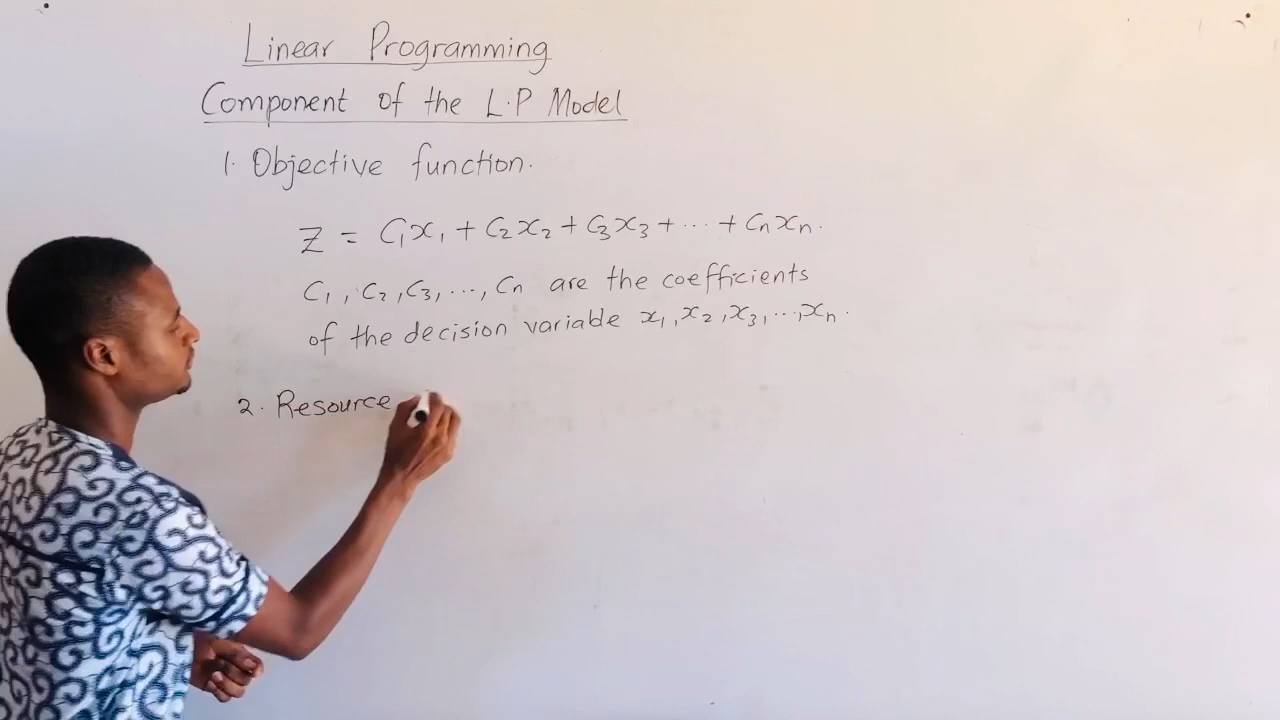 Linear Programming
Component of the L.P Model
1. Objective function.
Z = C₁x₁ + C₂x₂ + C₃x₃ + ... + Cₙxₙ.
C₁, C₂, C₃, ..., Cₙ are the coefficients
of the decision variable x₁, x₂, x₃, ..., xₙ.
2. Resource